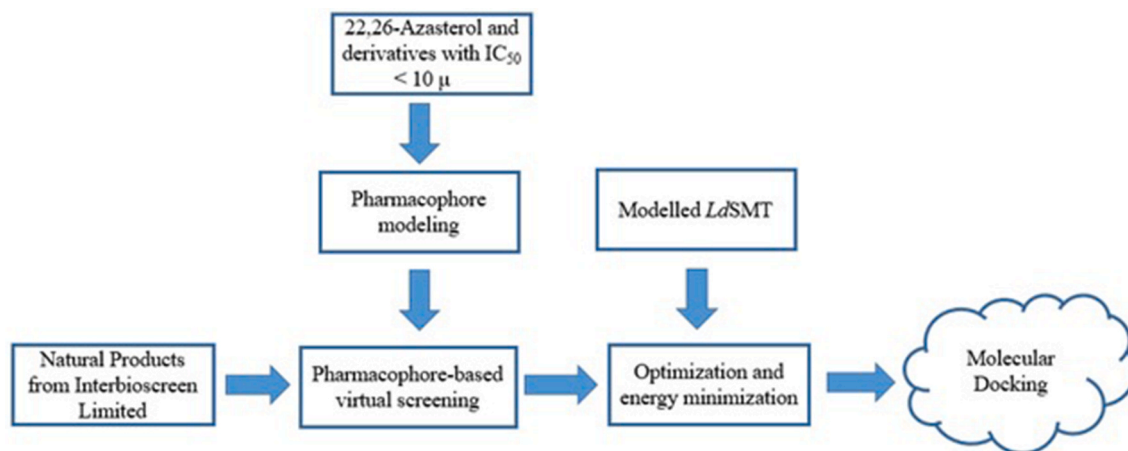 22,26-Azasterol and
derivatives with IC50
< 10 μ
Pharmacophore
modeling
Modelled LdSMT
Natural Products
from Interbioscreen
Limited
Pharmacophore-based
virtual screening
Optimization and
energy minimization
Molecular
Docking